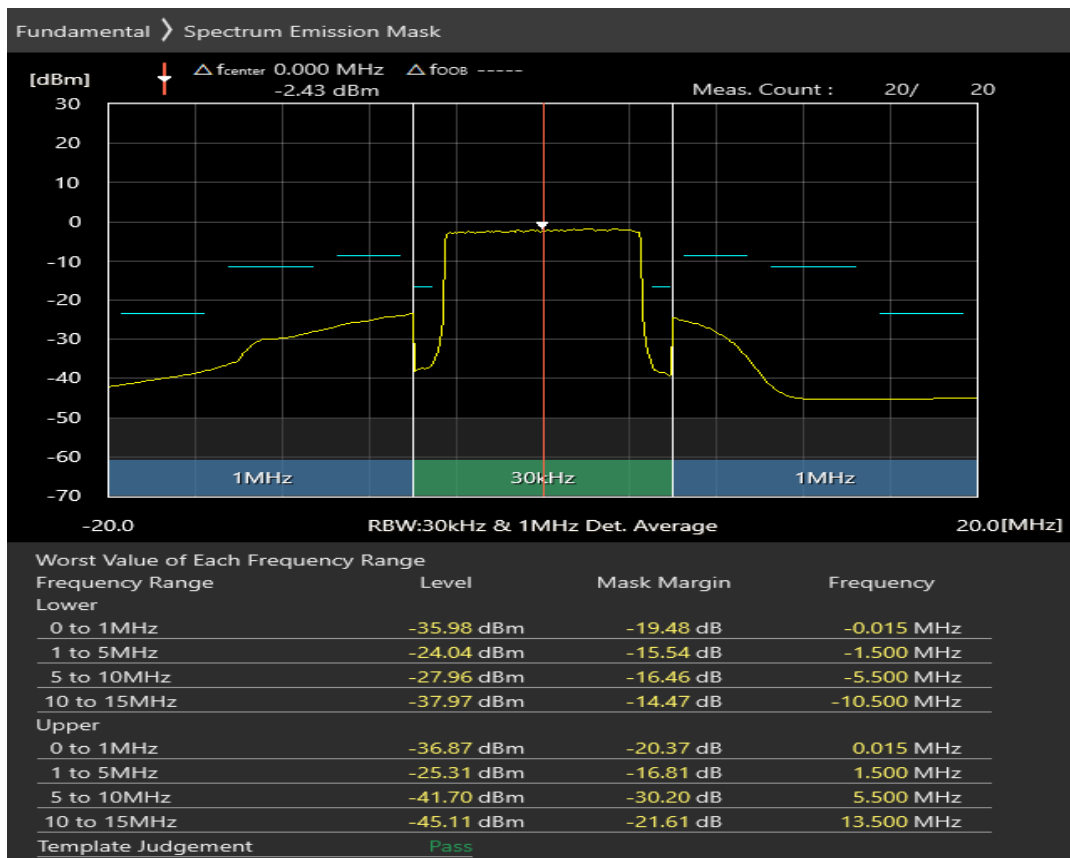 Fundamental ❯ Spectrum Emission Mask
[dBm] △ fcenter 0.000 MHz △ fOOB -----
-2.43 dBm Meas. Count : 20/ 20
30
20
10
0
-10
-20
-30
-40
-50
-60
1MHz 30kHz 1MHz
-70
-20.0 RBW:30kHz & 1MHz Det. Average 20.0[MHz]
Worst Value of Each Frequency Range
Frequency Range Level Mask Margin Frequency
Lower
0 to 1MHz -35.98 dBm -19.48 dB -0.015 MHz
1 to 5MHz -24.04 dBm -15.54 dB -1.500 MHz
5 to 10MHz -27.96 dBm -16.46 dB -5.500 MHz
10 to 15MHz -37.97 dBm -14.47 dB -10.500 MHz
Upper
0 to 1MHz -36.87 dBm -20.37 dB 0.015 MHz
1 to 5MHz -25.31 dBm -16.81 dB 1.500 MHz
5 to 10MHz -41.70 dBm -30.20 dB 5.500 MHz
10 to 15MHz -45.11 dBm -21.61 dB 13.500 MHz
Template Judgement Pass